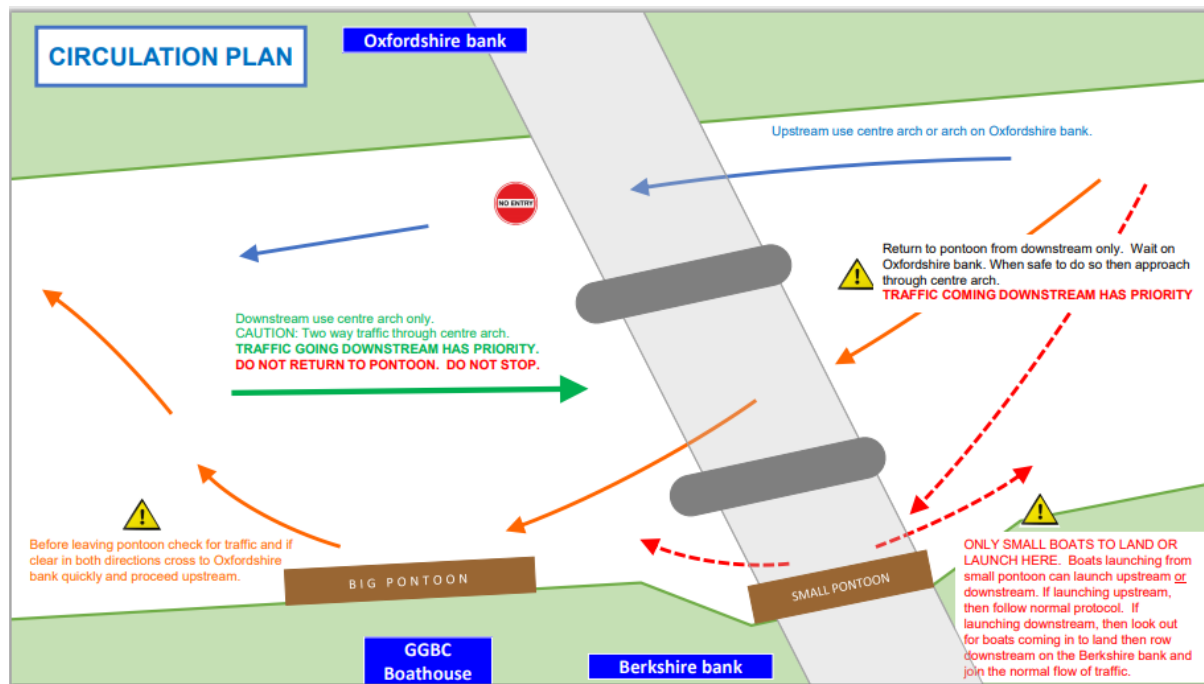 CIRCULATION PLAN
Oxfordshire bank
Upstream use centre arch or arch on Oxfordshire bank.
NO ENTRY
Return to pontoon from downstream only. Wait on
Oxfordshire bank. When safe to do so then approach
through centre arch.
TRAFFIC COMING DOWNSTREAM HAS PRIORITY
Downstream use centre arch only.
CAUTION: Two way traffic through centre arch.
TRAFFIC GOING DOWNSTREAM HAS PRIORITY.
DO NOT RETURN TO PONTOON. DO NOT STOP.
Before leaving pontoon check for traffic and if
clear in both directions cross to Oxfordshire
bank quickly and proceed upstream.
BIG PONTOON
SMALL PONTOON
ONLY SMALL BOATS TO LAND OR
LAUNCH HERE. Boats launching from
small pontoon can launch upstream or
downstream. If launching upstream,
then follow normal protocol. If
launching downstream, then look out
for boats coming in to land then row
downstream on the Berkshire bank and
join the normal flow of traffic.
GGBC
Boathouse
Berkshire bank